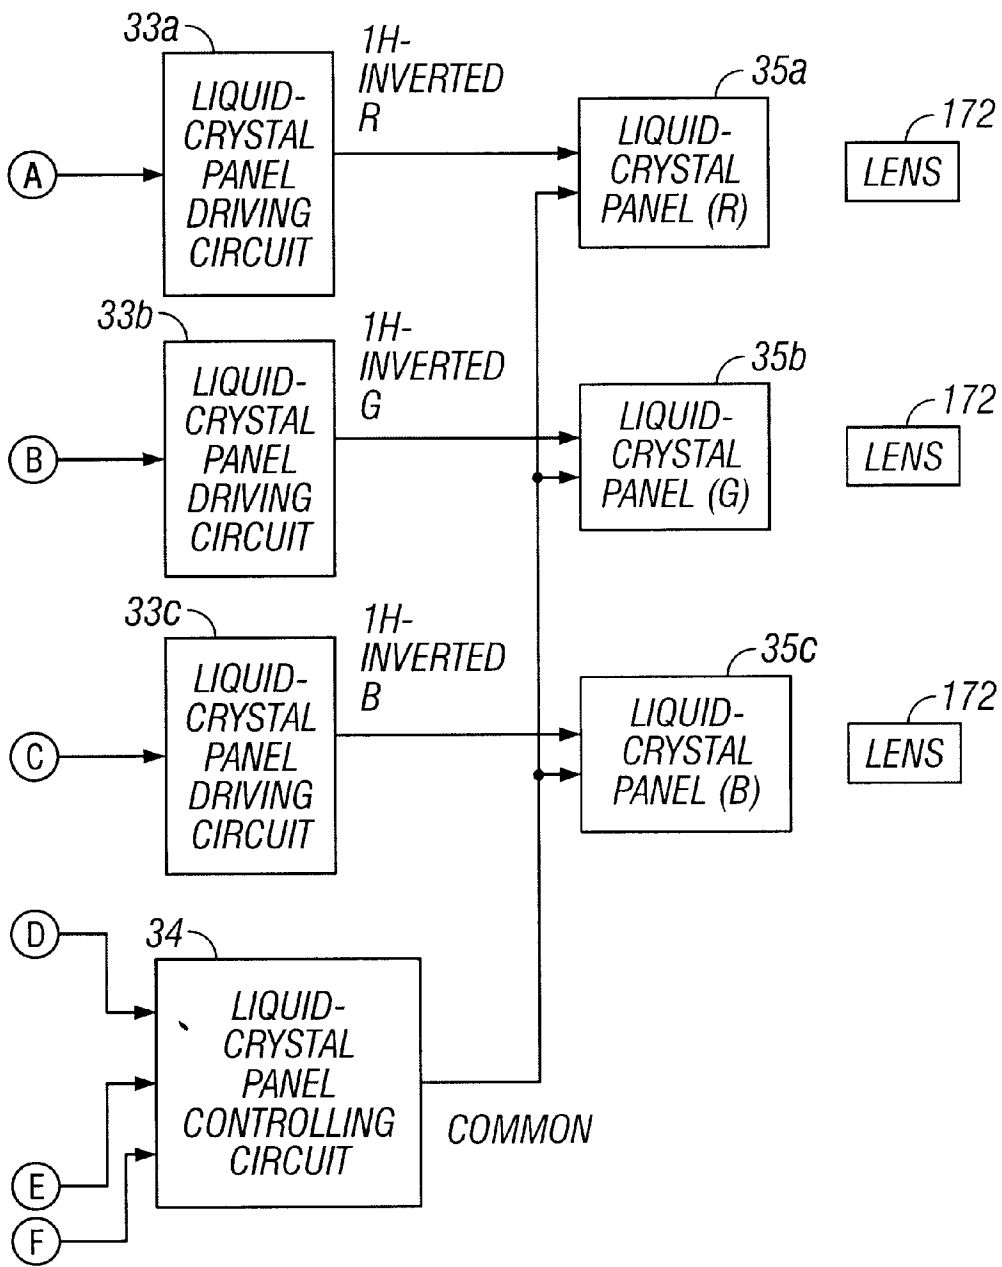 33a
1H-
INVERTED
R
LIQUID-
CRYSTAL
PANEL
DRIVING
CIRCUIT
35a
LIQUID-
CRYSTAL
PANEL (R)
172
LENS
A
33b
1H-
INVERTED
G
LIQUID-
CRYSTAL
PANEL
DRIVING
CIRCUIT
35b
LIQUID-
CRYSTAL
PANEL (G)
172
LENS
B
33c
1H-
INVERTED
B
LIQUID-
CRYSTAL
PANEL
DRIVING
CIRCUIT
35c
LIQUID-
CRYSTAL
PANEL (B)
172
LENS
C
D
34
LIQUID-
CRYSTAL
PANEL
CONTROLLING
CIRCUIT
COMMON
E
F